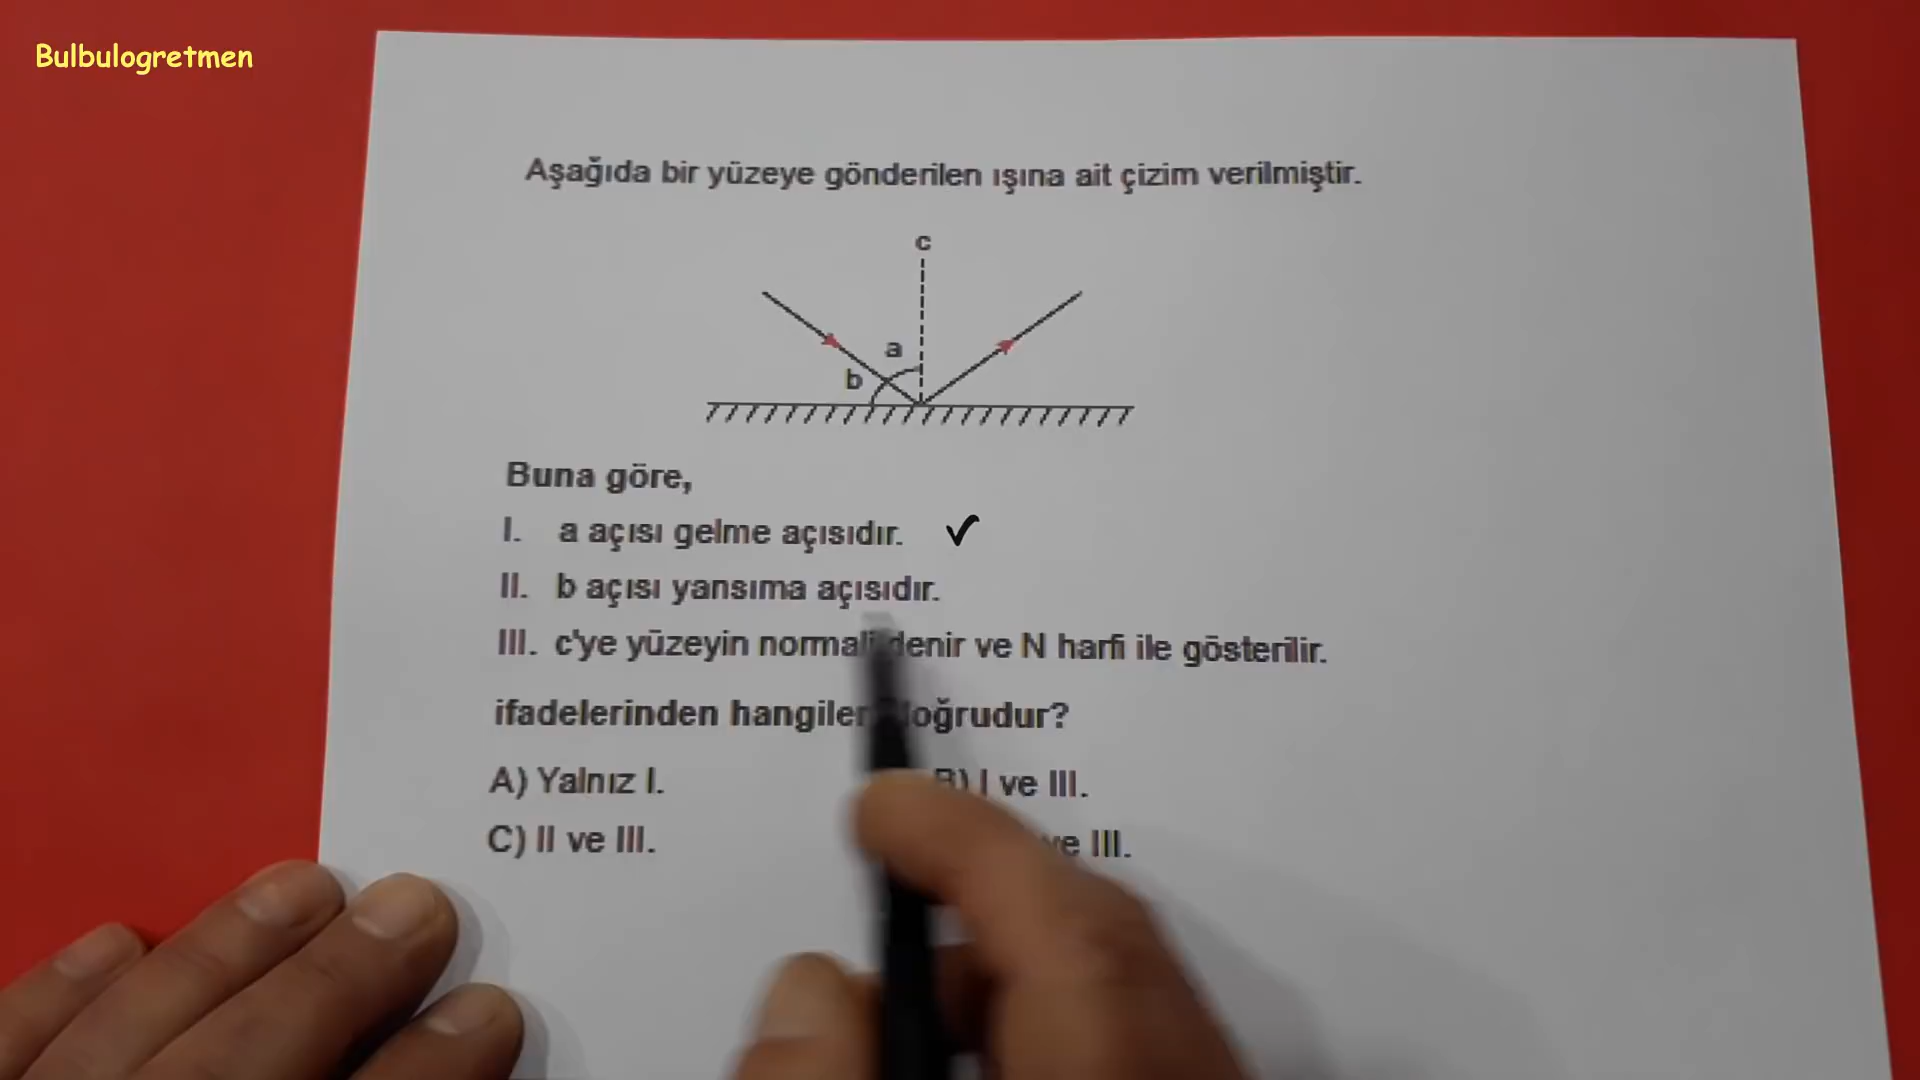 Bulbulogretmen
Aşağıda bir yüzeye gönderilen ışına ait çizim verilmiştir.
c
a
b
Buna göre,
I. a açısı gelme açısıdır. ✓
II. b açısı yansıma açısıdır.
III. c'ye yüzeyin normali denir ve N harfi ile gösterilir.
ifadelerinden hangileri doğrudur?
A) Yalnız I. B) I ve III.
C) II ve III. ve III.